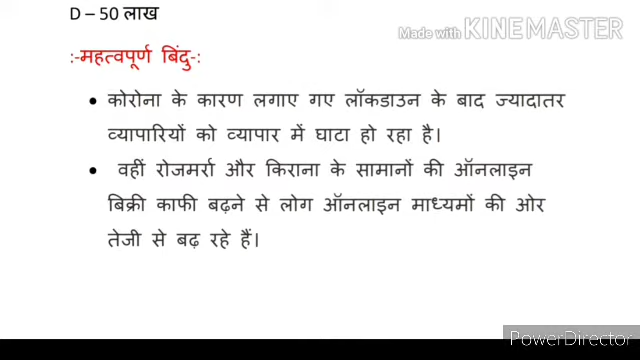 D – 50 लाख
Made with KINEMASTER
:-महत्वपूर्ण बिंदु-:
• कोरोना के कारण लगाए गए लॉकडाउन के बाद ज्यादातर
व्यापारियों को व्यापार में घाटा हो रहा है।
• वहीं रोजमर्रा और किराना के सामानों की ऑनलाइन
बिक्री काफी बढ़ने से लोग ऑनलाइन माध्यमों की ओर
तेजी से बढ़ रहे हैं।
PowerDirector